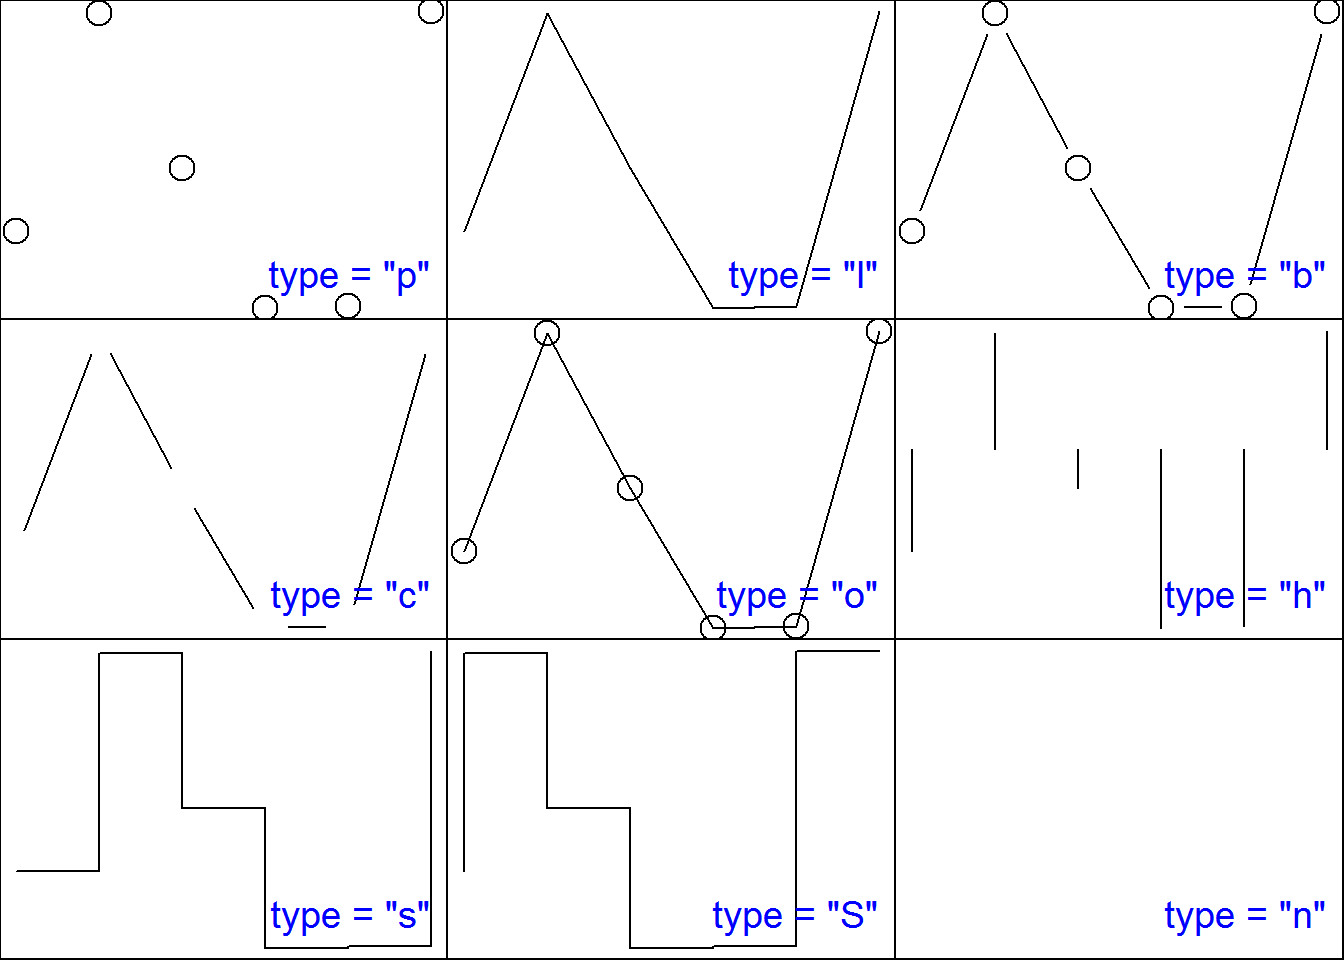 type = "p"
type = "l"
type = "b"
type = "c"
type = "o"
type = "h"
type = "s"
type = "S"
type = "n"